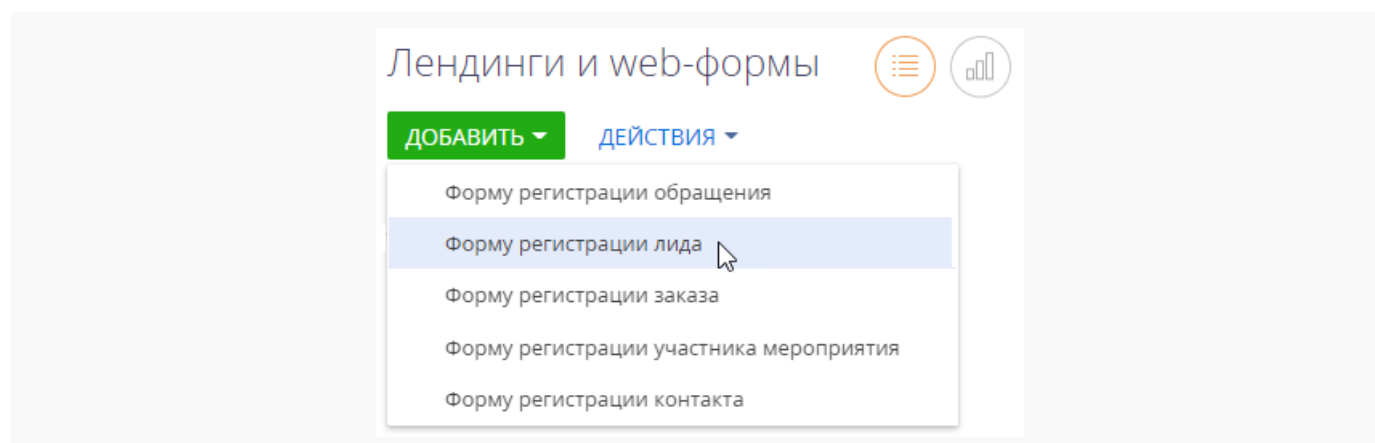 Лендинги и web-формы
ДОБАВИТЬ ДЕЙСТВИЯ
Форму регистрации обращения
Форму регистрации лида
Форму регистрации заказа
Форму регистрации участника мероприятия
Форму регистрации контакта